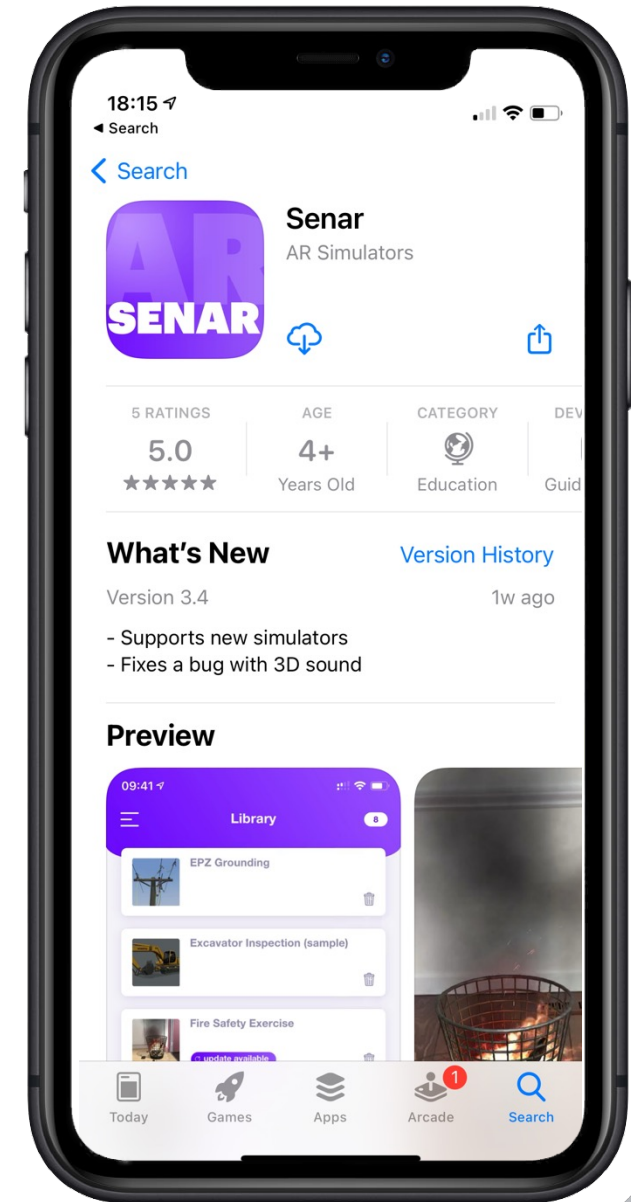 18:15
Search
Search
AR
SENAR
Senar
AR Simulators
5 RATINGS
5.0
AGE
4+
Years Old
CATEGORY
Education
DEV
Guid
What's New
Version History
Version 3.4
1w ago
- Supports new simulators
- Fixes a bug with 3D sound
Preview
09:41
Library
8
EPZ Grounding
Excavator Inspection (sample)
Fire Safety Exercise
update available
1
Today
Games
Apps
Arcade
Search